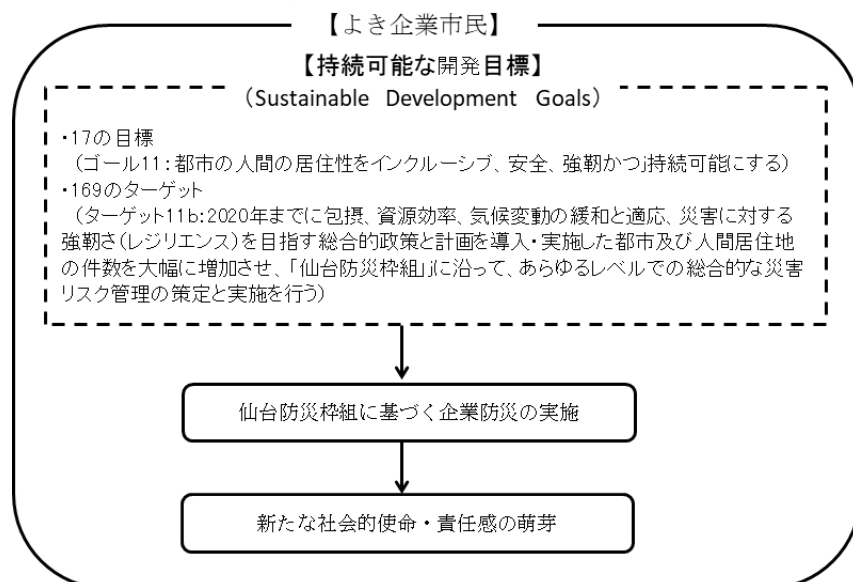 【よき企業市民】
【持続可能な開発目標】
（Sustainable Development Goals）
・17の目標
（ゴール11：都市の人間の居住性をインクルーシブ、安全、強靭かつj持続可能にする）
・169のターゲット
（ターゲット11b:2020年までに包摂、資源効率、気候変動の緩和と適応、災害に対する
強靭さ(レジリエンス)を目指す総合的政策と計画を導入・実施した都市及び人間居住地
の件数を大幅に増加させ、「仙台防災枠組」jに沿って、あらゆるレベルでの総合的な災害
リスク管理の策定と実施を行う）
仙台防災枠組に基づく企業防災の実施
新たな社会的使命・責任感の萌芽